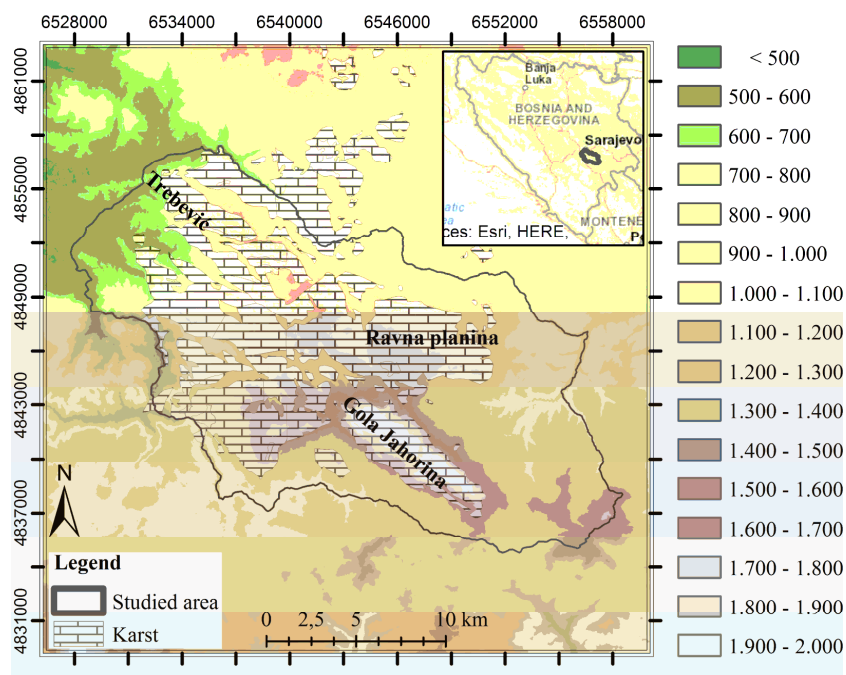 6528000 6534000 6540000 6546000 6552000 6558000
4861000
4855000
4849000
4843000
4837000
4831000
Banja
Luka
BOSNIA AND
HERZEGOVINA
Sarajevo
atic
ea
MONTENE
Po
ces: Esri, HERE,
Trebević
Ravna planina
Gola Jahorina
N
Legend
Studied area
Karst
0 2,5 5 10 km
< 500
500 - 600
600 - 700
700 - 800
800 - 900
900 - 1.000
1.000 - 1.100
1.100 - 1.200
1.200 - 1.300
1.300 - 1.400
1.400 - 1.500
1.500 - 1.600
1.600 - 1.700
1.700 - 1.800
1.800 - 1.900
1.900 - 2.000